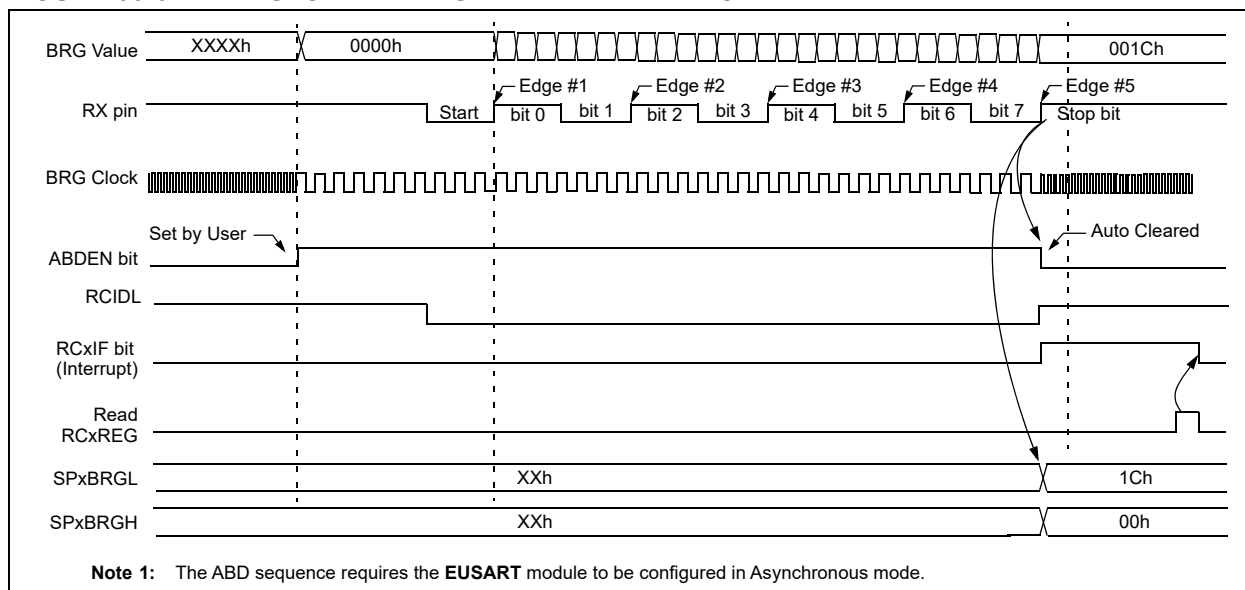 BRG Value XXXXh 0000h 001Ch
Edge #1 Edge #2 Edge #3 Edge #4 Edge #5
RX pin Start bit 0 bit 1 bit 2 bit 3 bit 4 bit 5 bit 6 bit 7 Stop bit
BRG Clock
Set by User Auto Cleared
ABDEN bit
RCIDL
RCxIF bit
(Interrupt)
Read
RCxREG
SPxBRGL XXh 1Ch
SPxBRGH XXh 00h
Note 1: The ABD sequence requires the EUSART module to be configured in Asynchronous mode.